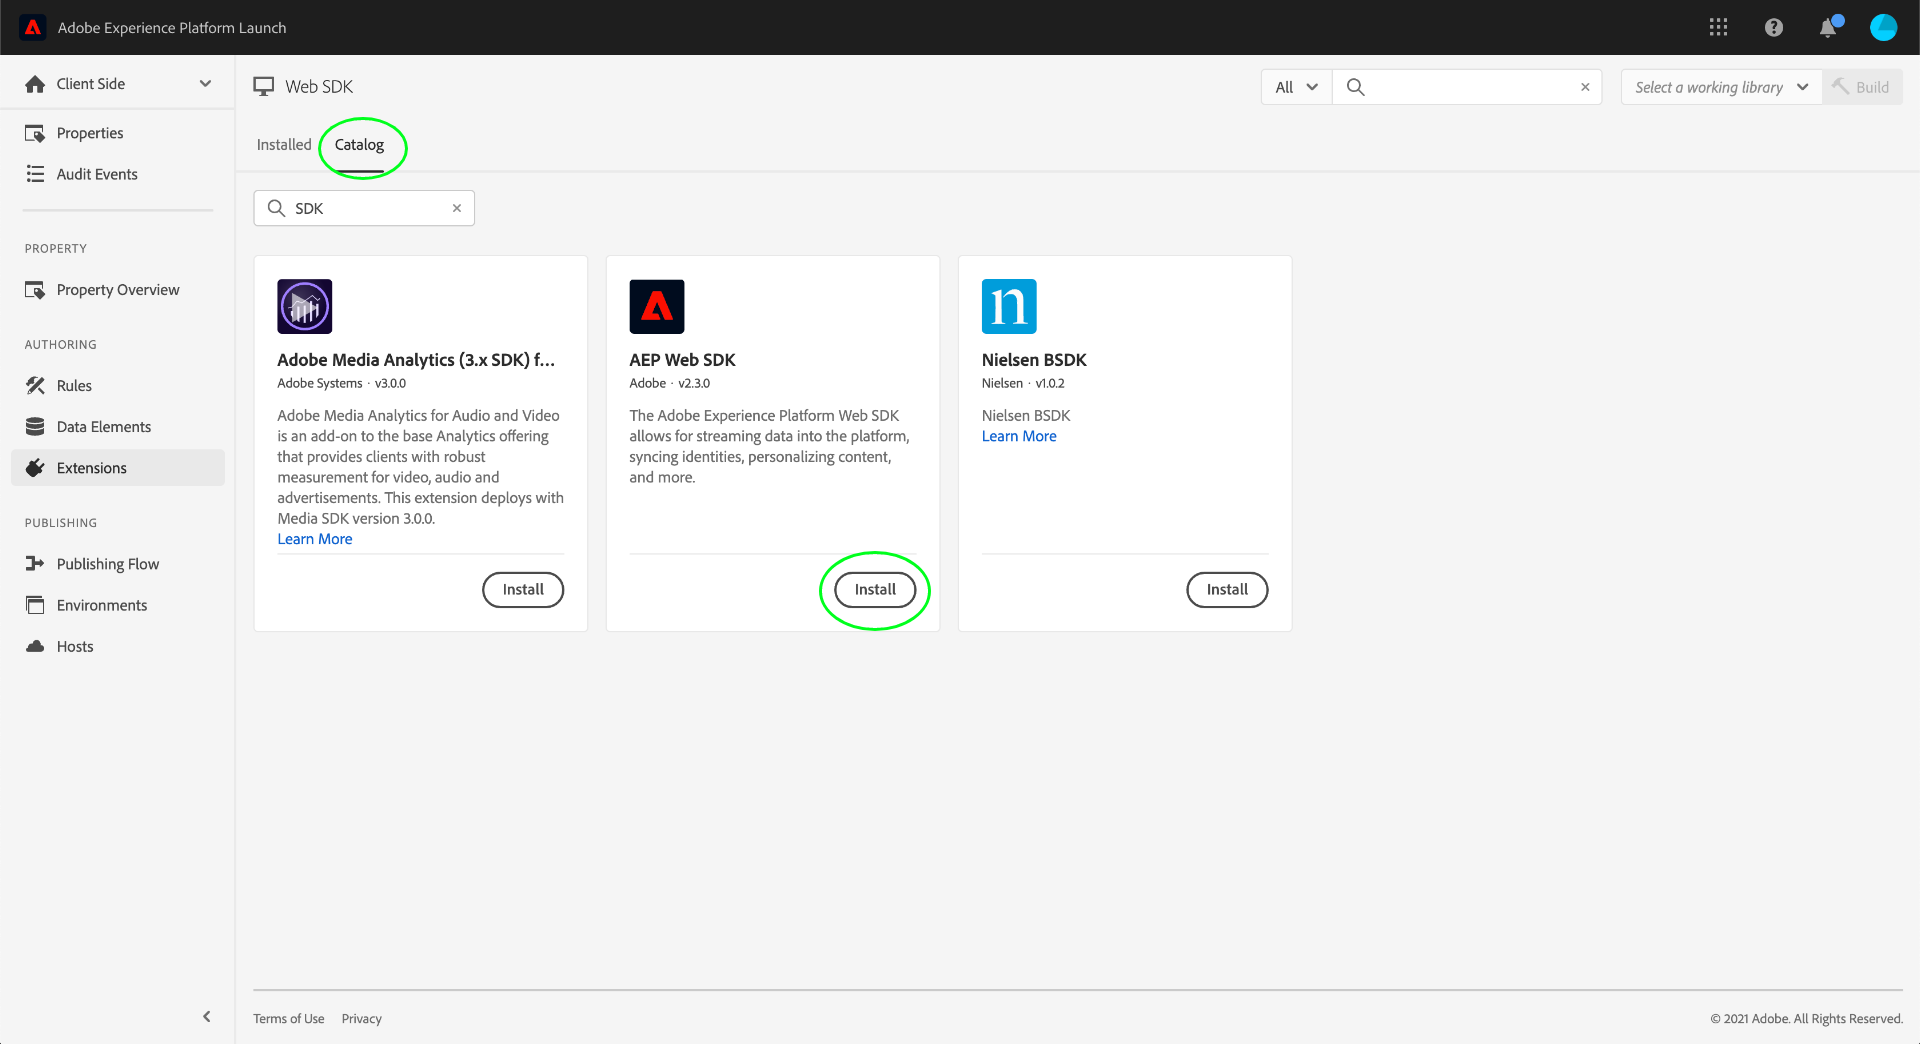 Adobe Experience Platform Launch
Client Side
Properties
Audit Events
PROPERTY
Property Overview
AUTHORING
Rules
Data Elements
Extensions
PUBLISHING
Publishing Flow
Environments
Hosts
Web SDK
All
Select a working library
Build
Installed
Catalog
SDK
Adobe Media Analytics (3.x SDK) f...
Adobe Systems · v3.0.0
Adobe Media Analytics for Audio and Video
is an add-on to the base Analytics offering
that provides clients with robust
measurement for video, audio and
advertisements. This extension deploys with
Media SDK version 3.0.0.
Learn More
Install
AEP Web SDK
Adobe · v2.3.0
The Adobe Experience Platform Web SDK
allows for streaming data into the platform,
syncing identities, personalizing content,
and more.
Install
n
Nielsen BSDK
Nielsen · v1.0.2
Nielsen BSDK
Learn More
Install
Terms of Use
Privacy
© 2021 Adobe. All Rights Reserved.